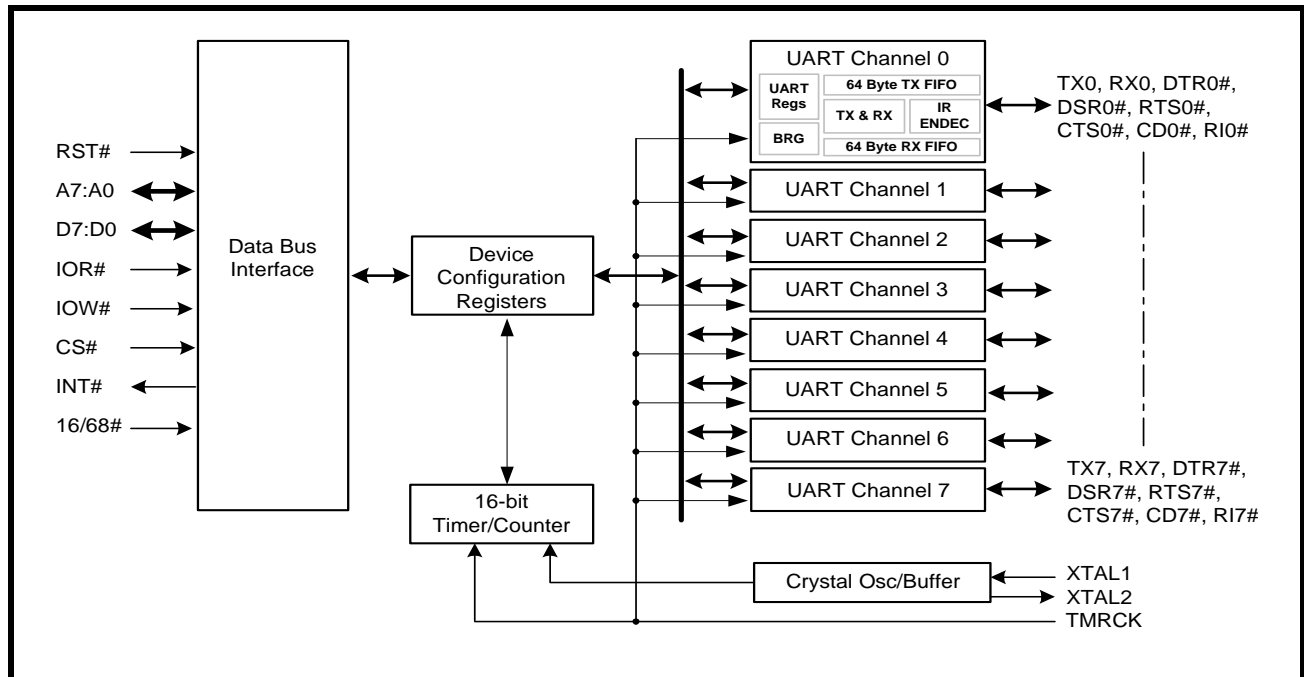 RST#
A7:A0
D7:D0
IOR#
IOW#
CS#
INT#
16/68#
Data Bus
Interface
Device
Configuration
Registers
16-bit
Timer/Counter
UART Channel 0
UART
Regs
BRG
64 Byte TX FIFO
TX & RX
IR
ENDEC
64 Byte RX FIFO
UART Channel 1
UART Channel 2
UART Channel 3
UART Channel 4
UART Channel 5
UART Channel 6
UART Channel 7
Crystal Osc/Buffer
TX0, RX0, DTR0#,
DSR0#, RTS0#,
CTS0#, CD0#, RI0#
TX7, RX7, DTR7#,
DSR7#, RTS7#,
CTS7#, CD7#, RI7#
XTAL1
XTAL2
TMRCK